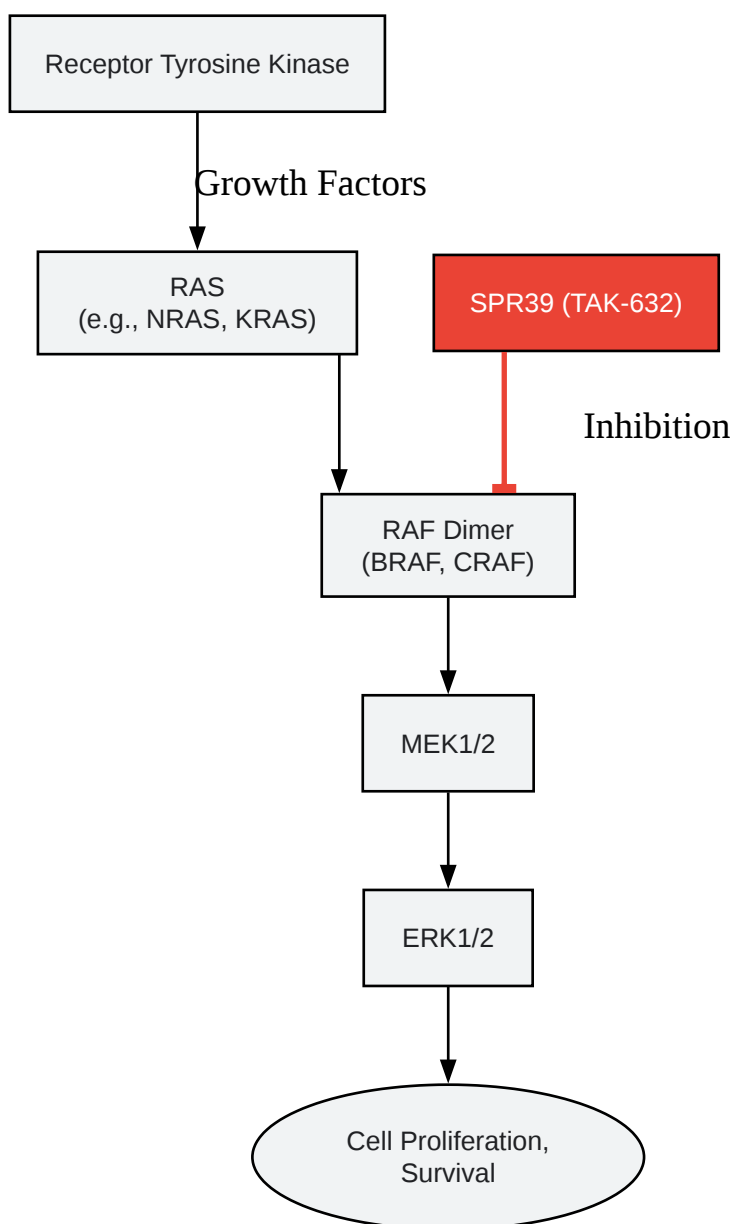 Receptor Tyrosine Kinase
Growth Factors
RAS
(e.g., NRAS, KRAS)
SPR39 (TAK-632)
Inhibition
RAF Dimer
(BRAF, CRAF)
MEK1/2
ERK1/2
Cell Proliferation,
Survival